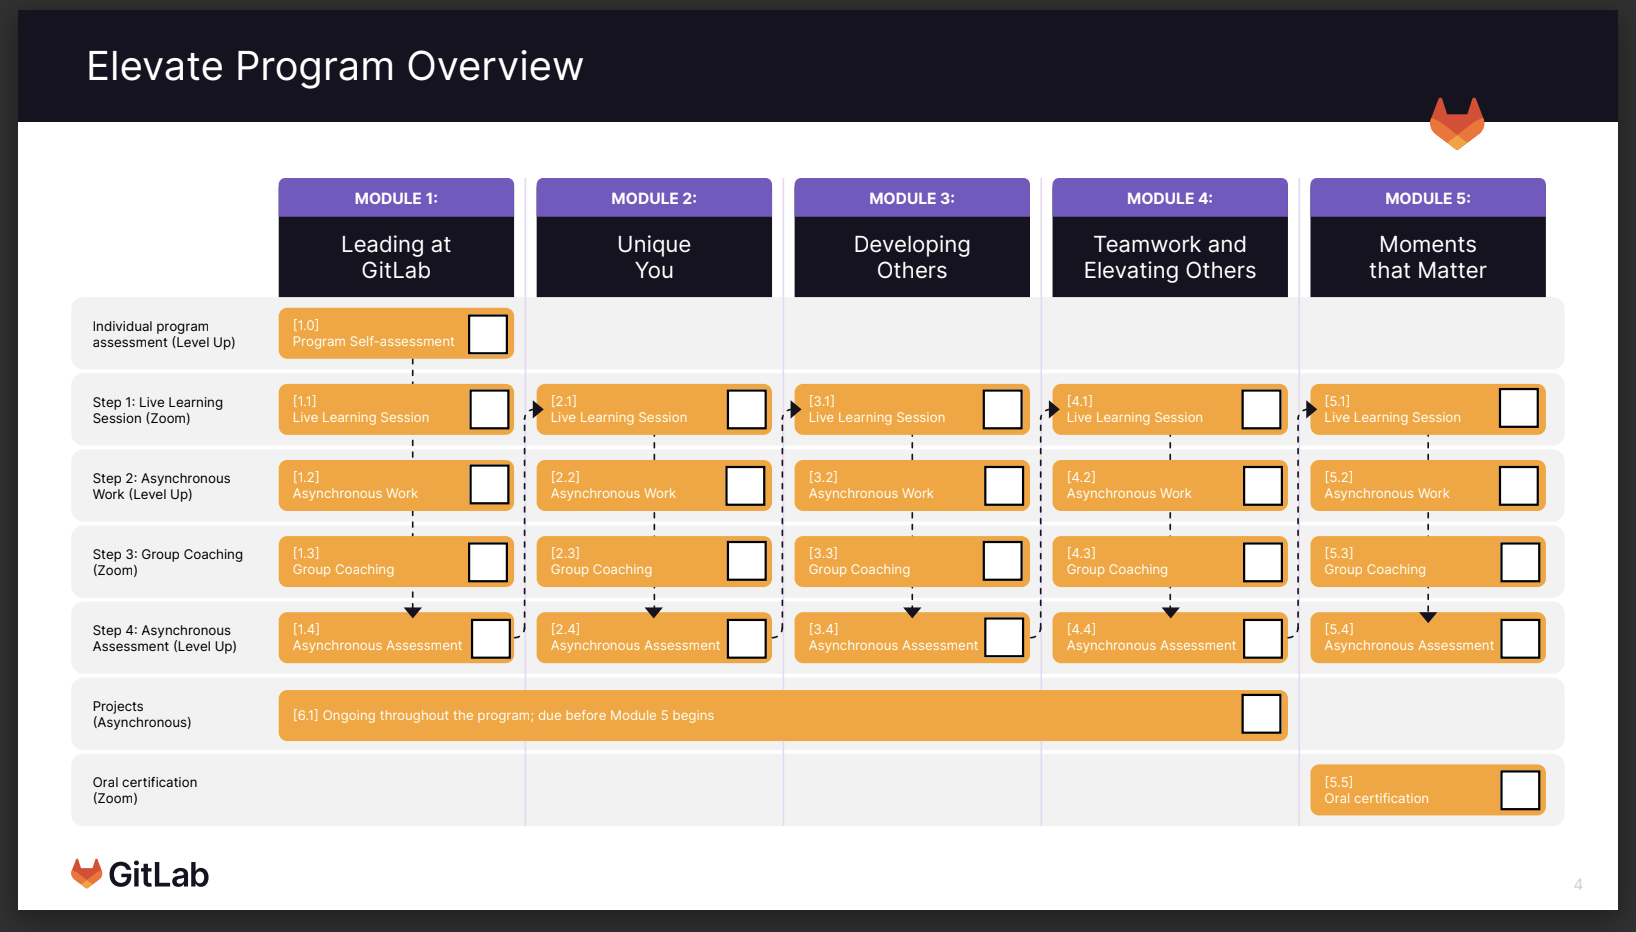 Elevate Program Overview
MODULE 1:
Leading at
GitLab
MODULE 2:
Unique
You
MODULE 3:
Developing
Others
MODULE 4:
Teamwork and
Elevating Others
MODULE 5:
Moments
that Matter
Individual program
assessment (Level Up)
[1.0]
Program Self-assessment
Step 1: Live Learning
Session (Zoom)
[1.1]
Live Learning Session
[2.1]
Live Learning Session
[3.1]
Live Learning Session
[4.1]
Live Learning Session
[5.1]
Live Learning Session
Step 2: Asynchronous
Work (Level Up)
[1.2]
Asynchronous Work
[2.2]
Asynchronous Work
[3.2]
Asynchronous Work
[4.2]
Asynchronous Work
[5.2]
Asynchronous Work
Step 3: Group Coaching
(Zoom)
[1.3]
Group Coaching
[2.3]
Group Coaching
[3.3]
Group Coaching
[4.3]
Group Coaching
[5.3]
Group Coaching
Step 4: Asynchronous
Assessment (Level Up)
[1.4]
Asynchronous Assessment
[2.4]
Asynchronous Assessment
[3.4]
Asynchronous Assessment
[4.4]
Asynchronous Assessment
[5.4]
Asynchronous Assessment
Projects
(Asynchronous)
[6.1] Ongoing throughout the program; due before Module 5 begins
Oral certification
(Zoom)
[5.5]
Oral certification
GitLab
4